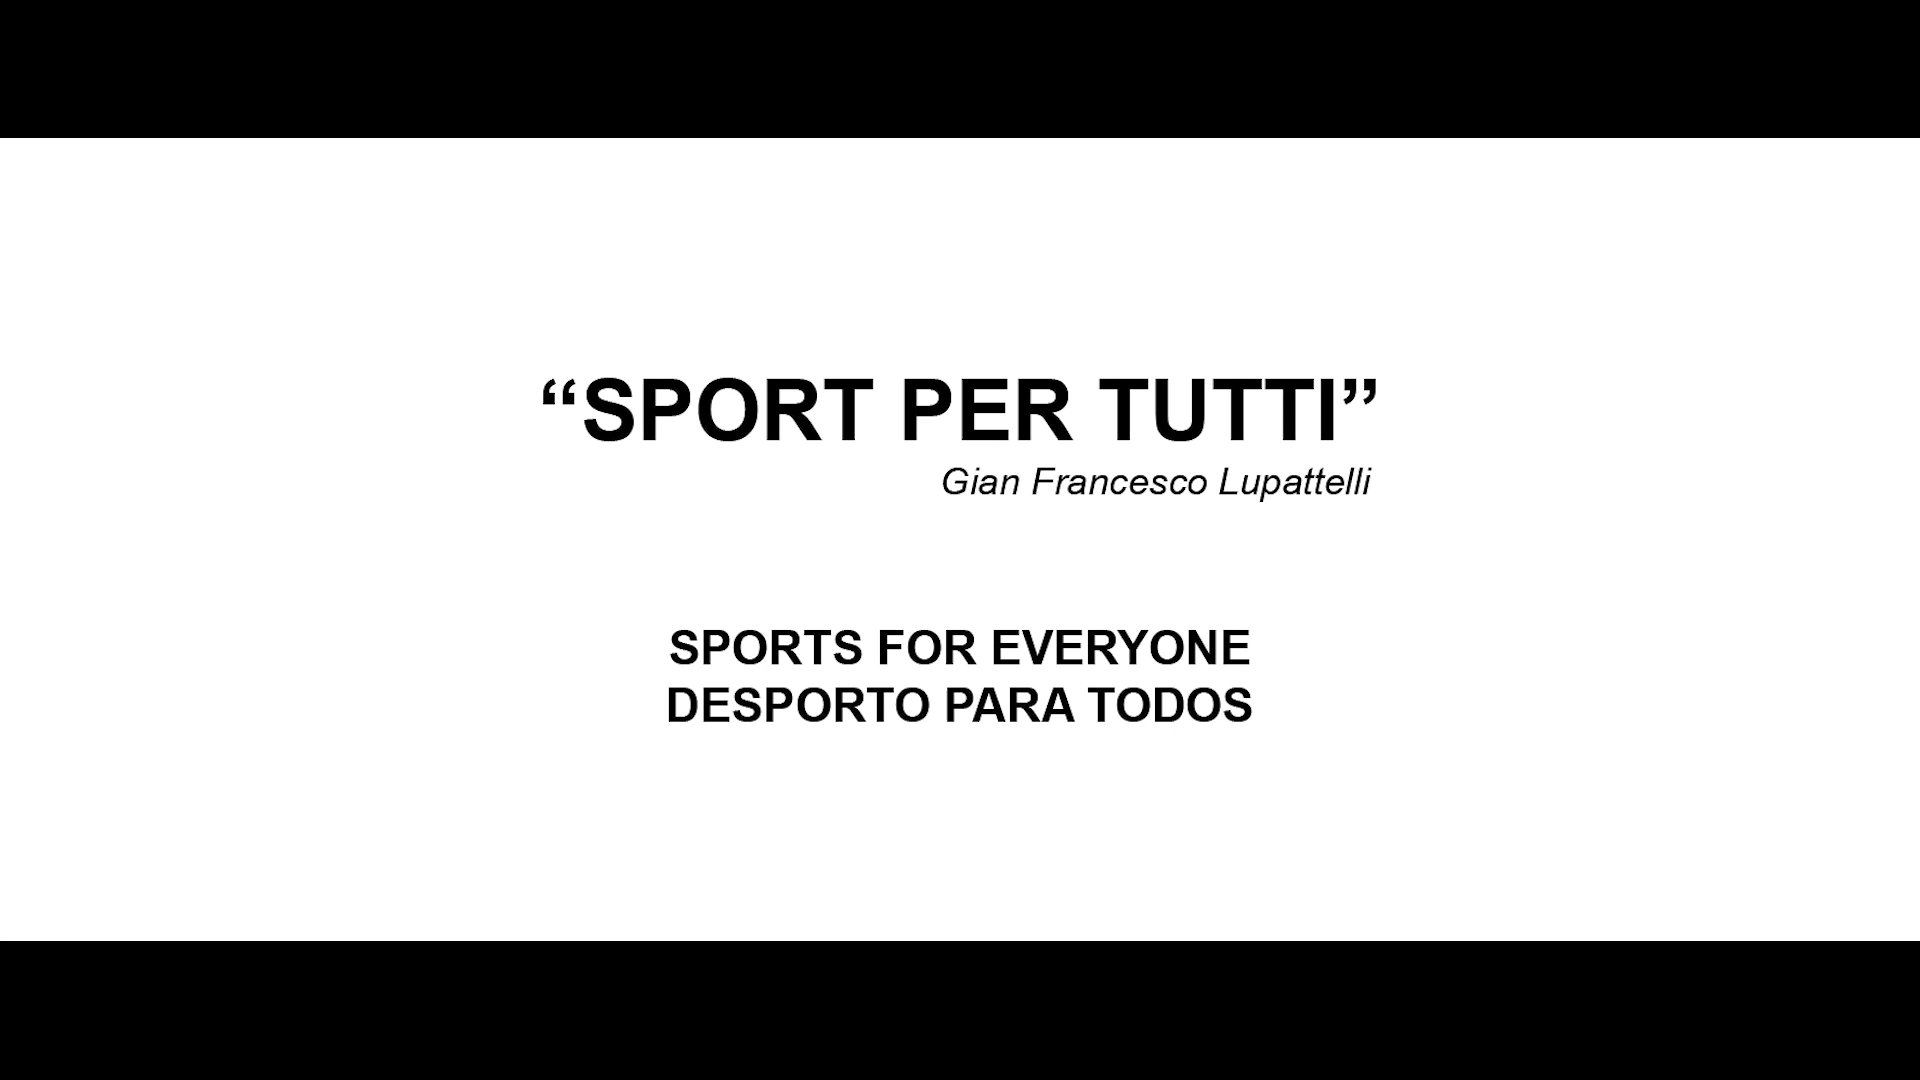 “SPORT PER TUTTI”
Gian Francesco Lupattelli
SPORTS FOR EVERYONE
DESPORTO PARA TODOS